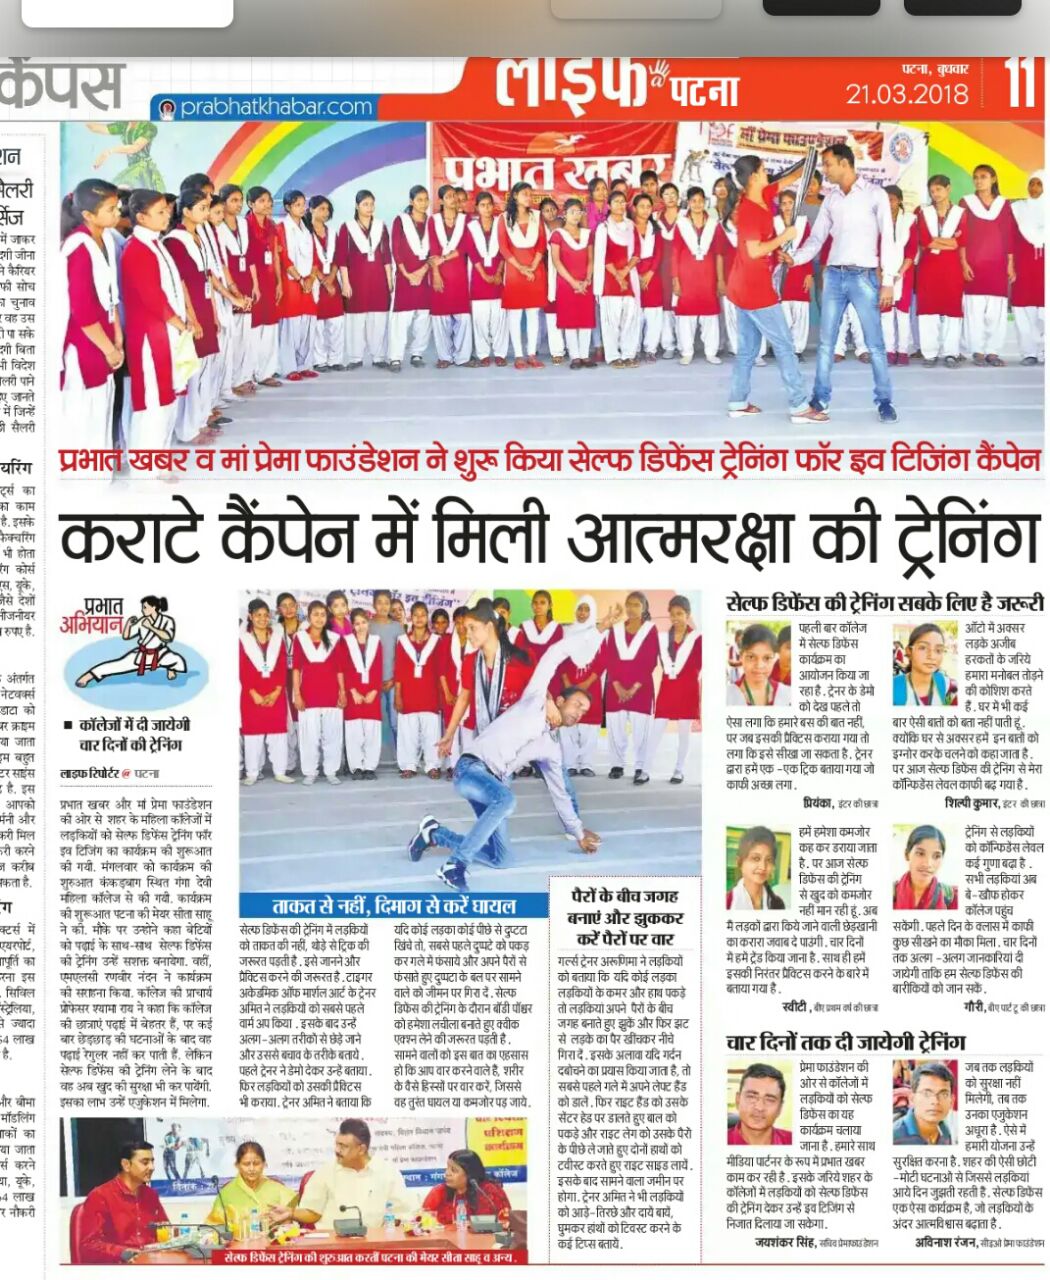 कैंपस
prabhatkhabar.com
लाइफ @ पटना
पटना, बुधवार
21.03.2018
11
प्रभात खबर
मां प्रेमा फाउण्डेशन
प्रभात खबर व मां प्रेमा फाउंडेशन ने शुरू किया सेल्फ डिफेंस ट्रेनिंग फॉर इव टिजिंग कैंपेन
कराटे कैंपेन में मिली आत्मरक्षा की ट्रेनिंग
प्रभात
अभियान
■ कॉलेजों में दी जायेगी
चार दिनों की ट्रेनिंग
लाइफ रिपोर्टर @ पटना
प्रभात खबर और मां प्रेमा फाउंडेशन
की ओर से शहर के महिला कॉलेजों में
लड़कियों को सेल्फ डिफेंस ट्रेनिंग फॉर
इव टिजिंग का कार्यक्रम की शुरूआत
की गयी. मंगलवार को कार्यक्रम की
शुरुआत कंकड़बाग स्थित गंगा देवी
महिला कॉलेज से की गयी. कार्यक्रम
की शुरूआत पटना की मेयर सीता साहू
ने की. मौके पर उन्होंने कहा बेटियों
को पढ़ाई के साथ-साथ सेल्फ डिफेंस
की ट्रेनिंग उन्हें सशक्त बनायेगा. वहीं,
एमएलसी रणवीर नंदन ने कार्यक्रम
की सराहना किया. कॉलेज की प्राचार्य
प्रोफेसर श्यामा राय ने कहा कि कॉलेज
की छात्राएं पढ़ाई में बेहतर हैं, पर कई
बार छेड़छाड़ की घटनाओं के बाद वह
पढ़ाई रेगुलर नहीं कर पाती हैं. लेकिन
सेल्फ डिफेंस की ट्रेनिंग लेने के बाद
वह अब खुद की सुरक्षा भी कर पायेंगी.
इसका लाभ उन्हें एजुकेशन में मिलेगा.
ताकत से नहीं, दिमाग से करें घायल
सेल्फ डिफेंस की ट्रेनिंग में लड़कियों
को ताकत की नहीं, थोड़े से ट्रिक की
जरूरत पड़ती है. इसे जानने और
प्रैक्टिस करने की जरूरत है. टाइगर
अकेडमिक ऑफ मार्शल आर्ट के ट्रेनर
अमित ने लड़कियों को सबसे पहले
वार्म अप किया. इसके बाद उन्हें
अलग-अलग तरीको से छेड़े जाने
और उससे बचाव के तरीके बताये.
पहले ट्रेनर ने डेमो देकर उन्हें बताये.
फिर लड़कियों को उसकी प्रैक्टिस
भी कराया. ट्रेनर अमित ने बताया कि
यदि कोई लड़का कोई पीछे से दुपटा
खिंचे तो, सबसे पहले दुप्पटे को पकड़
कर गले मे फंसाये और अपने पैरों से
फंसाते हुए दुप्पटा के बल पर सामने
वाले को जीमन पर गिरा दें. सेल्फ
डिफेंस की ट्रेनिंग के दौरान बॉडी पॉश्चर
को हमेशा लचीला बनाते हुए क्वीक
एक्शन लेने की जरूरत पड़ती है.
सामने वालों को इस बात का एहसास
हो कि आप वार करने वाले है, शरीर
के वैसे हिस्सों पर वार करें, जिससे
वह तुरंत घायल या कमजोर पड़ जाये.
पैरों के बीच जगह
बनाएं और झुककर
करें पैरों पर वार
गर्ल्स ट्रेनर अरूणिमा ने लड़कियों
को बताया कि यदि कोई लड़का
लड़कियों के कमर और हाथ पकड़े
तो लड़किया अपने पैरों के बीच
जगह बनाते हुए झुकें और फिर झट
से लड़के का पैर खींचकर नीचे
गिरा दें. इसके अलावा यदि गर्दन
दबोचने का प्रयास किया जाता है, तो
सबसे पहले गले मे अपने लेफ्ट हैंड
को डाले, फिर राइट हैंड को उसके
सेंटर हेड पर डालते हुए बाल को
पकड़े और राइट लेग को उसके पैरो
के पीछे ले जाते हुए दोनों हाथों को
टवीस्ट करते हुए राइट साइड लायें.
इसके बाद सामने वाला जमीन पर
होगा. ट्रेनर अमित ने भी लड़कियों
को आड़े-तिरछे और दायें बायें,
घुमकर हांथों को टिवस्ट करने के
कई टिप्स बताये.
सेल्फ डिफेंस ट्रेनिंग की शुरुआत करतीं पटना की मेयर सीता साहू व अन्य.
सेल्फ डिफेंस की ट्रेनिंग सबके लिए है जरूरी
पहली बार कॉलेज
में सेल्फ डिफेंस
कार्यक्रम का
आयोजन किया जा
रहा है. ट्रेनर के डेमो
को देख पहले तो
ऐसा लगा कि हमारे बस की बात नहीं,
पर जब इसकी प्रैक्टिस कराया गया तो
लगा कि इसे सीखा जा सकता है. ट्रेनर
द्वारा हमें एक-एक ट्रिक बताया गया जो
काफी अच्छा लगा.
प्रियंका, इंटर की छात्रा
ऑटो में अक्सर
लड़के अजीब
हरकतों के जरिये
हमारा मनोबल तोड़ने
की कोशिश करते
हैं. घर में भी कई
बार ऐसी बातों को बता नहीं पाती हूं.
क्योंकि घर से अक्सर हमें इन बातों को
इग्नोर करके चलने को कहा जाता है.
पर आज सेल्फ डिफेंस की ट्रेनिंग से मेरा
कॉन्फिडेंस लेवल काफी बढ़ गया है.
शिल्पी कुमार, इंटर की छात्रा
हमें हमेशा कमजोर
कह कर डराया जाता
है. पर आज सेल्फ
डिफेंस की ट्रेनिंग
से खुद को कमजोर
नहीं मान रही हूं. अब
मै लड़कों द्वारा किये जाने वाली छेड़खानी
का करारा जवाब दे पाउंगी. चार दिनों
में हमे ट्रेंड किया जाना है. साथ ही हमें
इसकी निरंतर प्रैक्टिस करने के बारे में
बताया गया है.
स्वीटी, बीए प्रथम वर्ष की छात्रा
ट्रेनिंग से लड़कियों
को कॉन्फिडेंस लेवल
कई गुणा बढ़ा है.
सभी लड़कियां अब
बे-खौफ होकर
कॉलेज पहुंच
सकेगी. पहले दिन के क्लास में काफी
कुछ सीखने का मौका मिला. चार दिनों
तक अलग-अलग जानकारियां दी
जायेगी ताकि हम सेल्फ डिफेंस की
बारीकियों को जान सकें.
गौरी, बीए पार्ट टू की छात्रा
चार दिनों तक दी जायेगी ट्रेनिंग
प्रेमा फाउंडेशन की
ओर से कॉलेजों में
लड़कियों को सेल्फ
डिफेंस का यह
कार्यक्रम चलाया
जाना है. हमारे साथ
मीडिया पार्टनर के रूप में प्रभात खबर
काम कर रही है. इसके जरिये शहर के
कॉलेजों में लड़कियों को सेल्फ डिफेंस
की ट्रेनिंग देकर उन्हें इव टिजिंग से
निजात दिलाया जा सकेगा.
जयशंकर सिंह, सचिव प्रेमा फाउंडेशन
जब तक लड़कियों
को सुरक्षा नहीं
मिलेगी, तब तक
उनका एजुकेशन
अधूरा है. ऐसे में
हमारी योजना उन्हें
सुरक्षित करना है. शहर की ऐसी छोटी
-मोटी घटनाओं से जिससे लड़कियां
आये दिन जुझती रहती है. सेल्फ डिफेंस
एक ऐसा कार्यक्रम है, जो लड़कियों के
अंदर आत्मविश्वास बढ़ाता है.
अविनाश रंजन, सीइओ प्रेमा फाउंडेशन